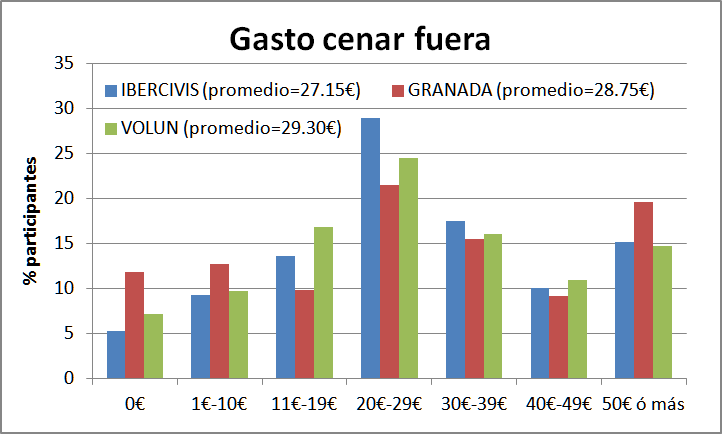 Gasto cenar fuera
IBERCIVIS (promedio=27.15€) GRANADA (promedio=28.75€)
VOLUN (promedio=29.30€)
% participantes
35
30
25
20
15
10
5
0
0€ 1€-10€ 11€-19€ 20€-29€ 30€-39€ 40€-49€ 50€ ó más